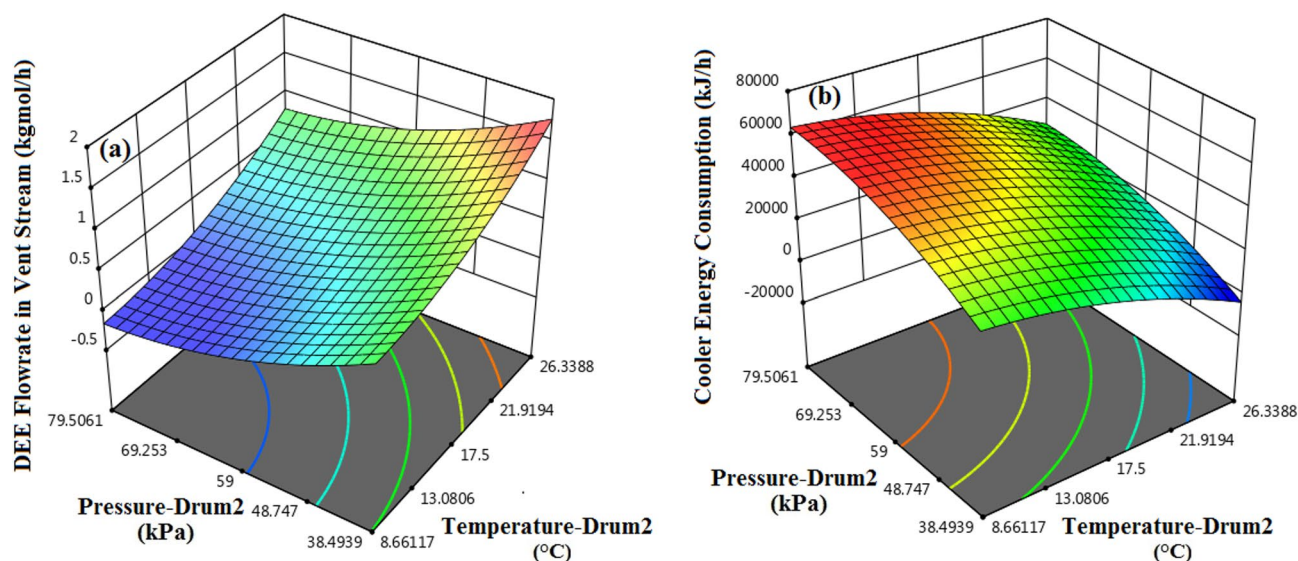 (a)
DEE Flowrate in Vent Stream (kgmol/h)
2
1.5
1
0.5
0
-0.5
79.5061
69.253
59
48.747
38.4939
Pressure-Drum2
(kPa)
8.66117
13.0806
17.5
21.9194
26.3388
Temperature-Drum2
(°C)
(b)
Cooler Energy Consumption (kJ/h)
80000
60000
40000
20000
0
-20000
79.5061
69.253
59
48.747
38.4939
Pressure-Drum2
(kPa)
8.66117
13.0806
17.5
21.9194
26.3388
Temperature-Drum2
(°C)